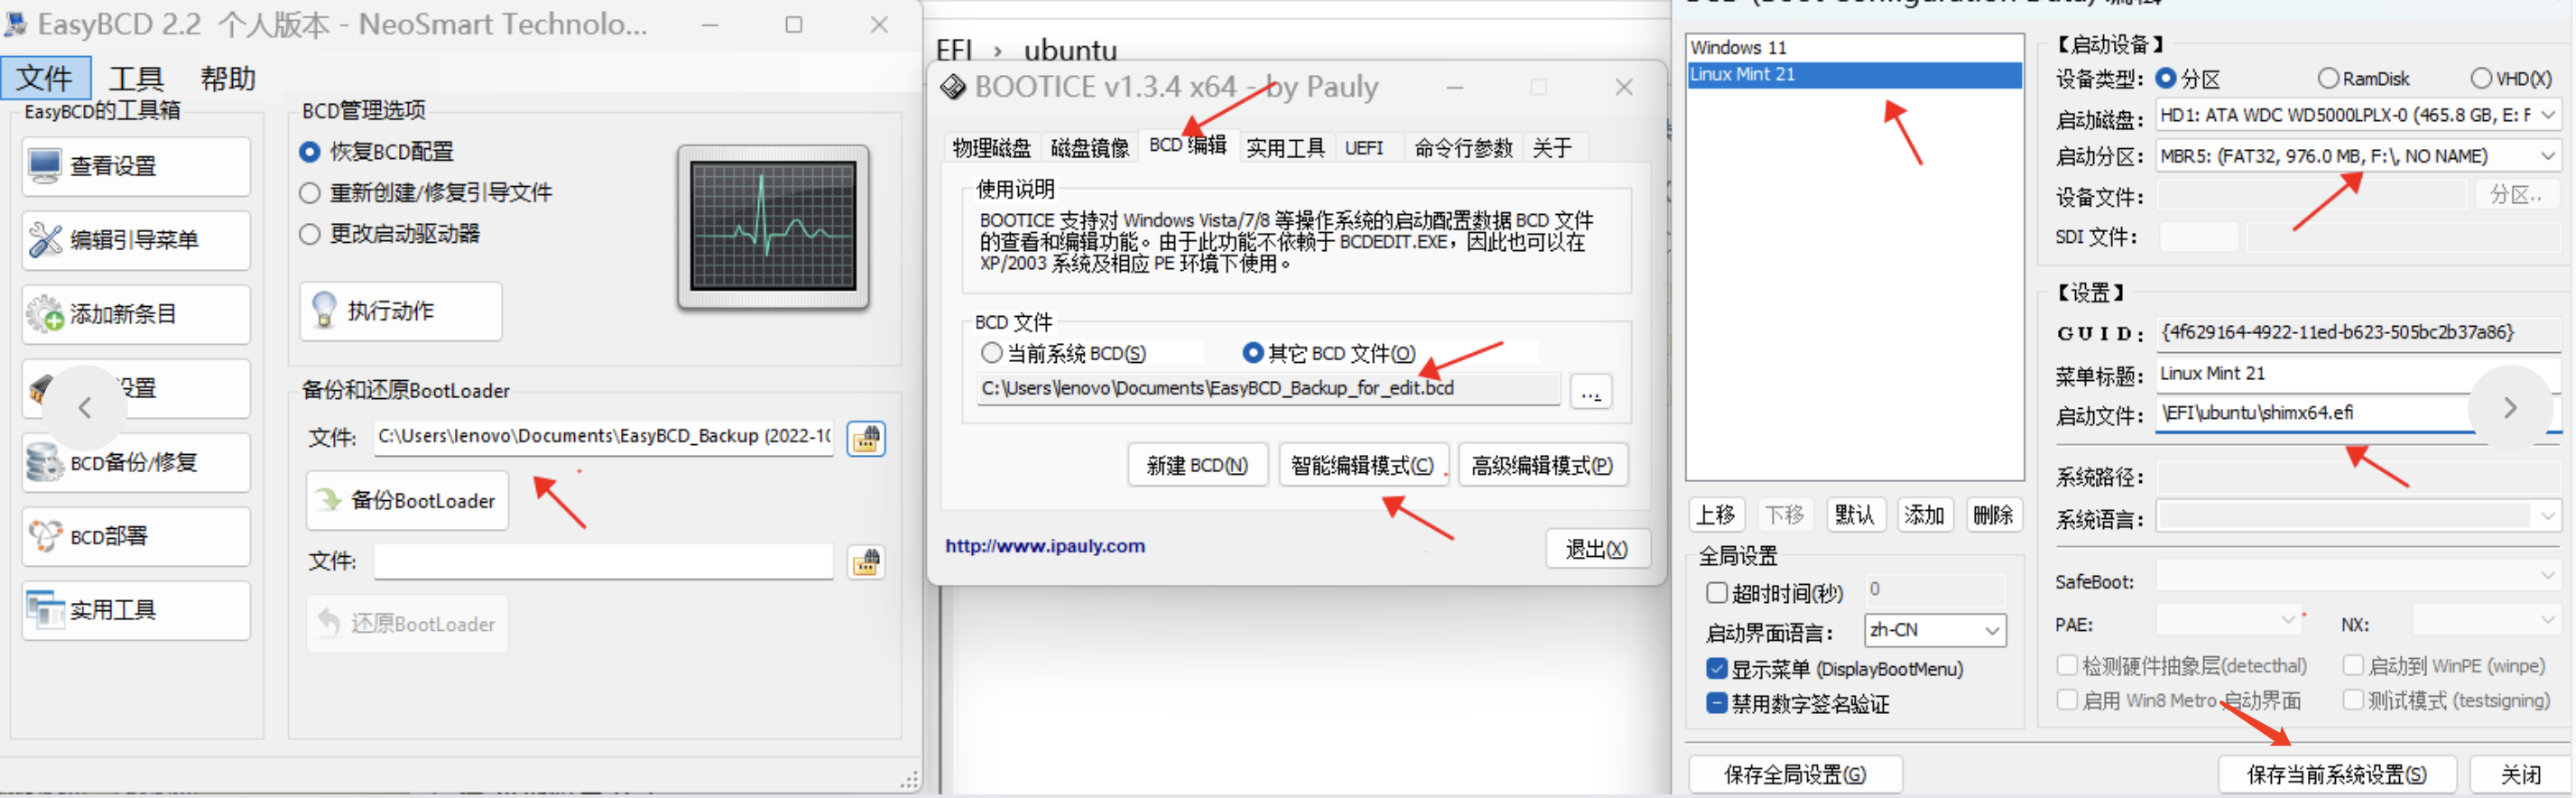 EasyBCD 2.2 个人版本 - NeoSmart Technolo...
文件 工具 帮助
EasyBCD的工具箱
查看设置
编辑引导菜单
添加新条目
设置
BCD备份/修复
BCD部署
实用工具
BCD管理选项
恢复BCD配置
重新创建/修复引导文件
更改启动驱动器
执行动作
备份和还原BootLoader
文件: C:\Users\lenovo\Documents\EasyBCD_Backup (2022-10
备份BootLoader
文件:
还原BootLoader
EFI › ubuntu
BOOTICE v1.3.4 x64 - by Pauly
物理磁盘 磁盘镜像 BCD 编辑 实用工具 UEFI 命令行参数 关于
使用说明
BOOTICE 支持对 Windows Vista/7/8 等操作系统的启动配置数据 BCD 文件
的查看和编辑功能。由于此功能不依赖于 BCDEDIT.EXE，因此也可以在
XP/2003 系统及相应 PE 环境下使用。
BCD 文件
当前系统 BCD(S) 其它 BCD 文件(O)
C:\Users\lenovo\Documents\EasyBCD_Backup_for_edit.bcd ...
新建 BCD(N) 智能编辑模式(C) 高级编辑模式(P)
http://www.ipauly.com
退出(X)
Windows 11
Linux Mint 21
上移 下移 默认 添加 删除
全局设置
超时时间(秒) 0
启动界面语言： zh-CN
显示菜单 (DisplayBootMenu)
禁用数字签名验证
保存全局设置(G)
【启动设备】
设备类型: 分区 RamDisk VHD(X)
启动磁盘: HD1: ATA WDC WD5000LPLX-0 (465.8 GB, E: F
启动分区: MBR5: (FAT32, 976.0 MB, F:\, NO NAME)
设备文件: 分区..
SDI 文件:
【设置】
GUID: {4f629164-4922-11ed-b623-505bc2b37a86}
菜单标题: Linux Mint 21
启动文件: \EFI\ubuntu\shimx64.efi
系统路径:
系统语言:
SafeBoot:
PAE: NX:
检测硬件抽象层(detecthal) 启动到 WinPE (winpe)
启用 Win8 Metro 启动界面 测试模式 (testsigning)
保存当前系统设置(S) 关闭